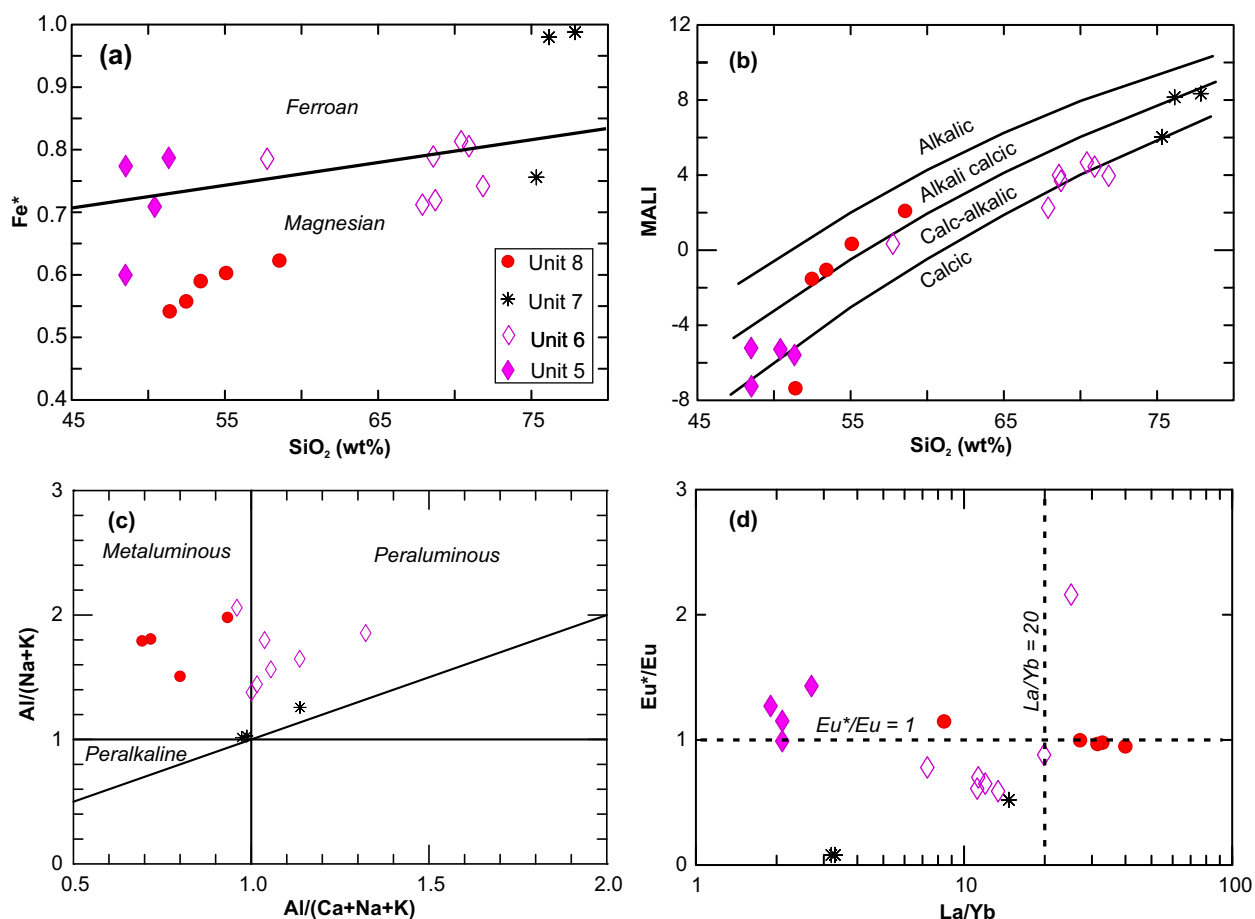 (a)
1.0
1.0
0.9
0.8
0.7
0.6
0.5
0.4
Fe*
Ferroan
Magnesian
Unit 8
Unit 7
Unit 6
Unit 5
45
55
65
75
SiO₂ (wt%)
(b)
12
8
4
0
-4
-8
MALI
Alkalic
Alkali calcic
Calc-alkalic
Calcic
45
55
65
75
SiO₂ (wt%)
(c)
3
2
1
0
Al/(Na+K)
Metaluminous
Peraluminous
Peralkaline
0.5
1.0
1.5
2.0
Al/(Ca+Na+K)
(d)
3
2
1
0
Eu*/Eu
La/Yb = 20
Eu*/Eu = 1
1
10
100
La/Yb